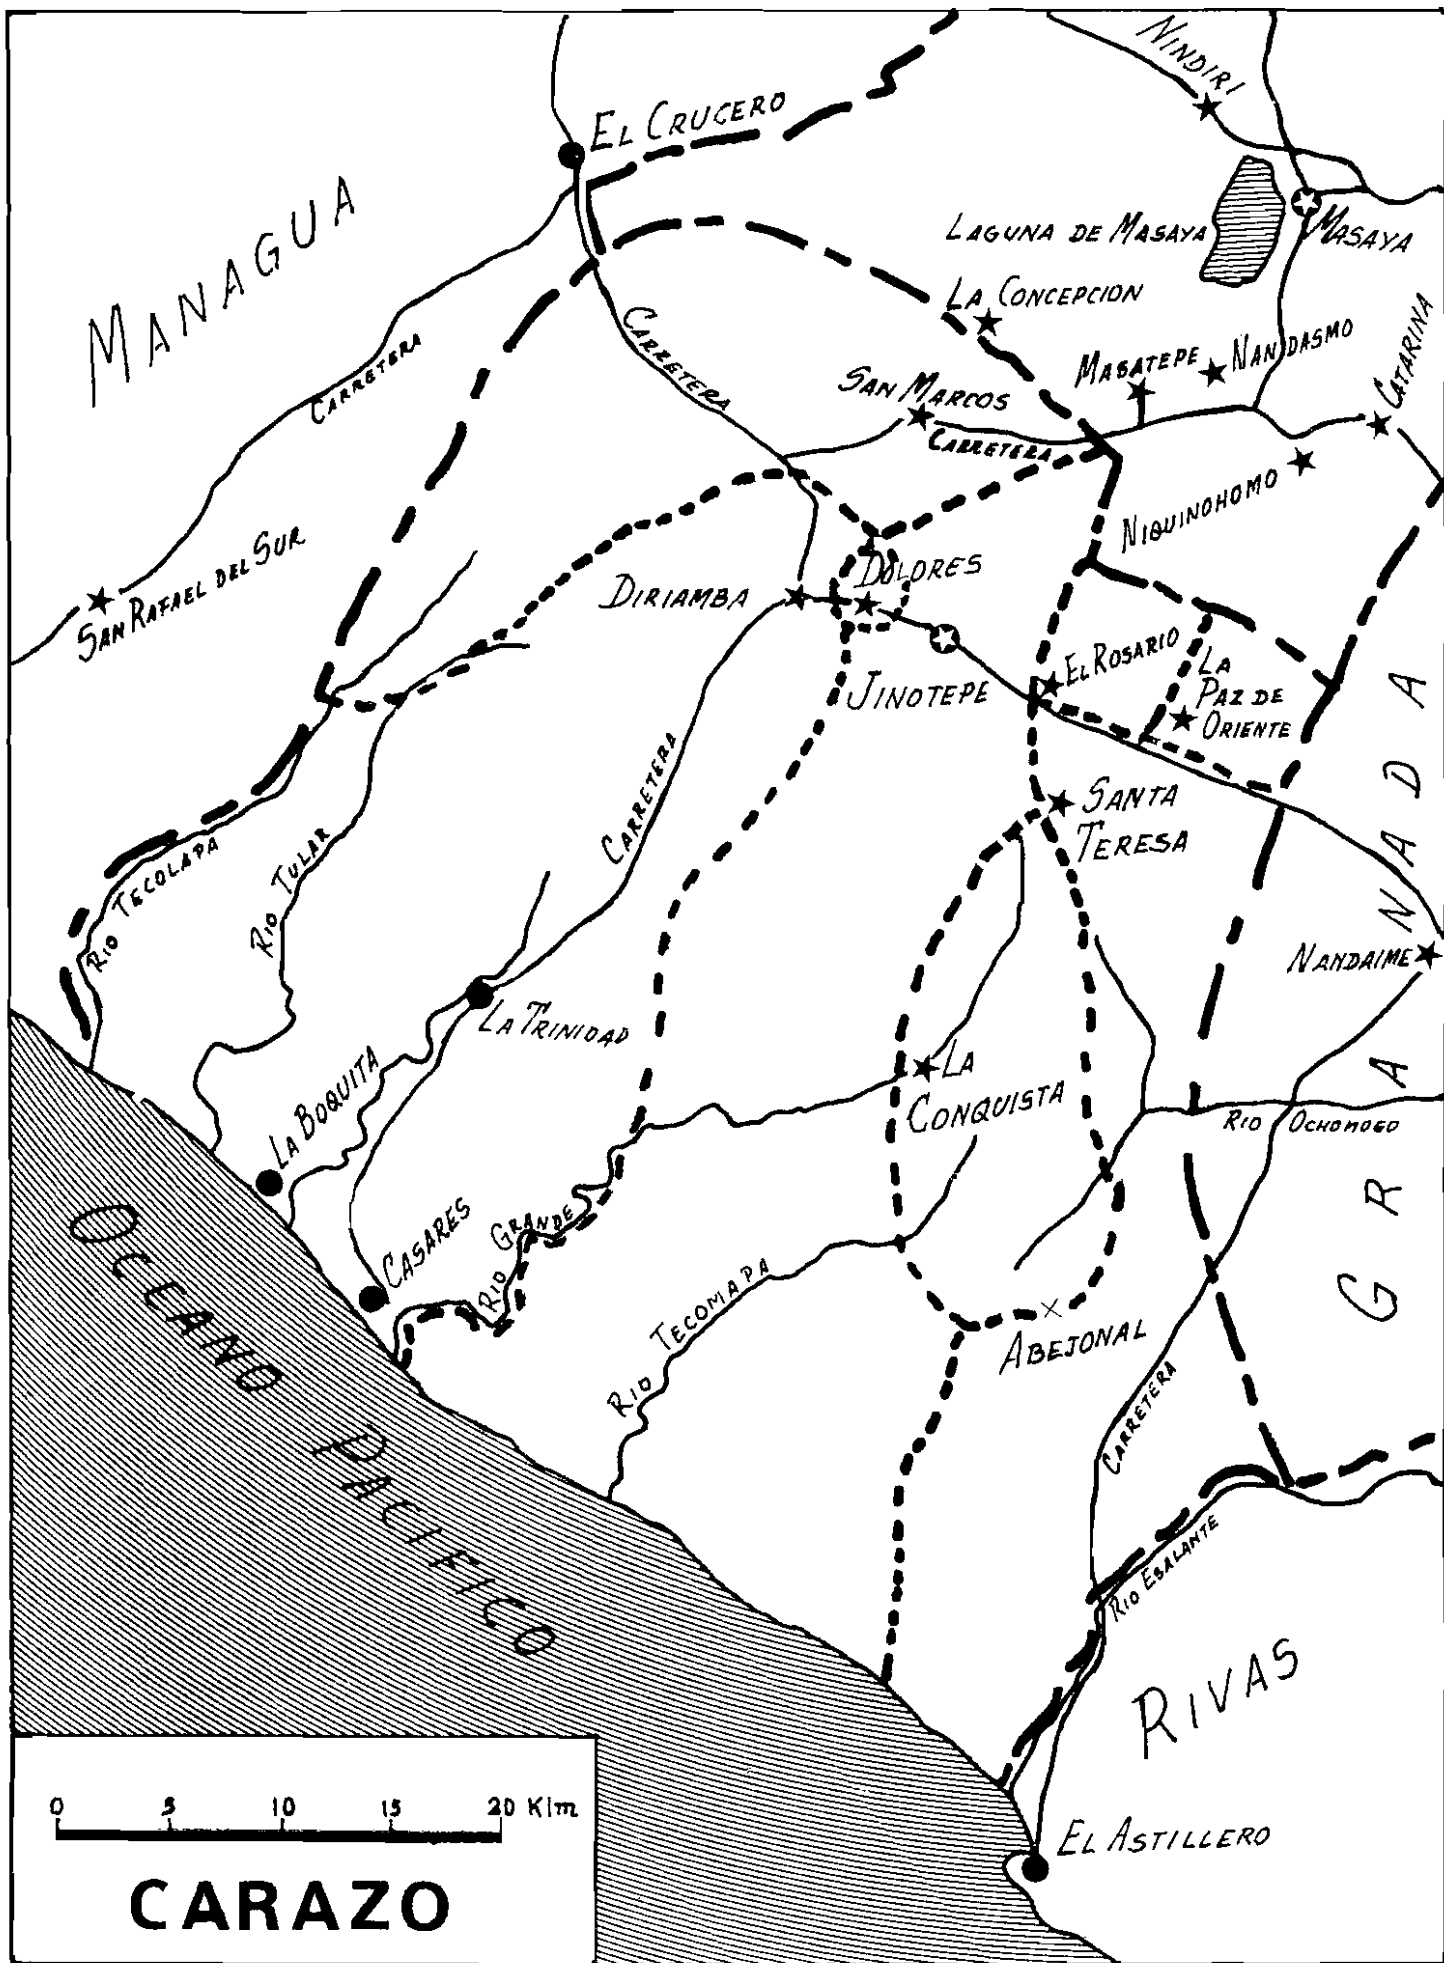 NINDIRI
EL CRUCERO
MANAGUA
LAGUNA DE MASAYA
MASAYA
LA CONCEPCION
CARRETERA
CARRETERA
MASATEPE
NANDASMO
CATARINA
SAN MARCOS
CARRETERA
NIQUINOHOMO
SAN RAFAEL DEL SUR
DIRIAMBA
DOLORES
JINOTEPE
EL ROSARIO
LA
PAZ DE
ORIENTE
GRANADA
CARRETERA
SANTA
TERESA
RIO TECOLAPA
RIO TULAR
NANDAIME
LA TRINIDAD
LA BOQUITA
LA
CONQUISTA
RIO OCHOMOGO
CASARES
RIO GRANDE
RIO TECOMAPA
ABEJONAL
OCEANO PACIFICO
CARRETERA
RIO ESALANTE
RIVAS
EL ASTILLERO
0 5 10 15 20 Klm
CARAZO